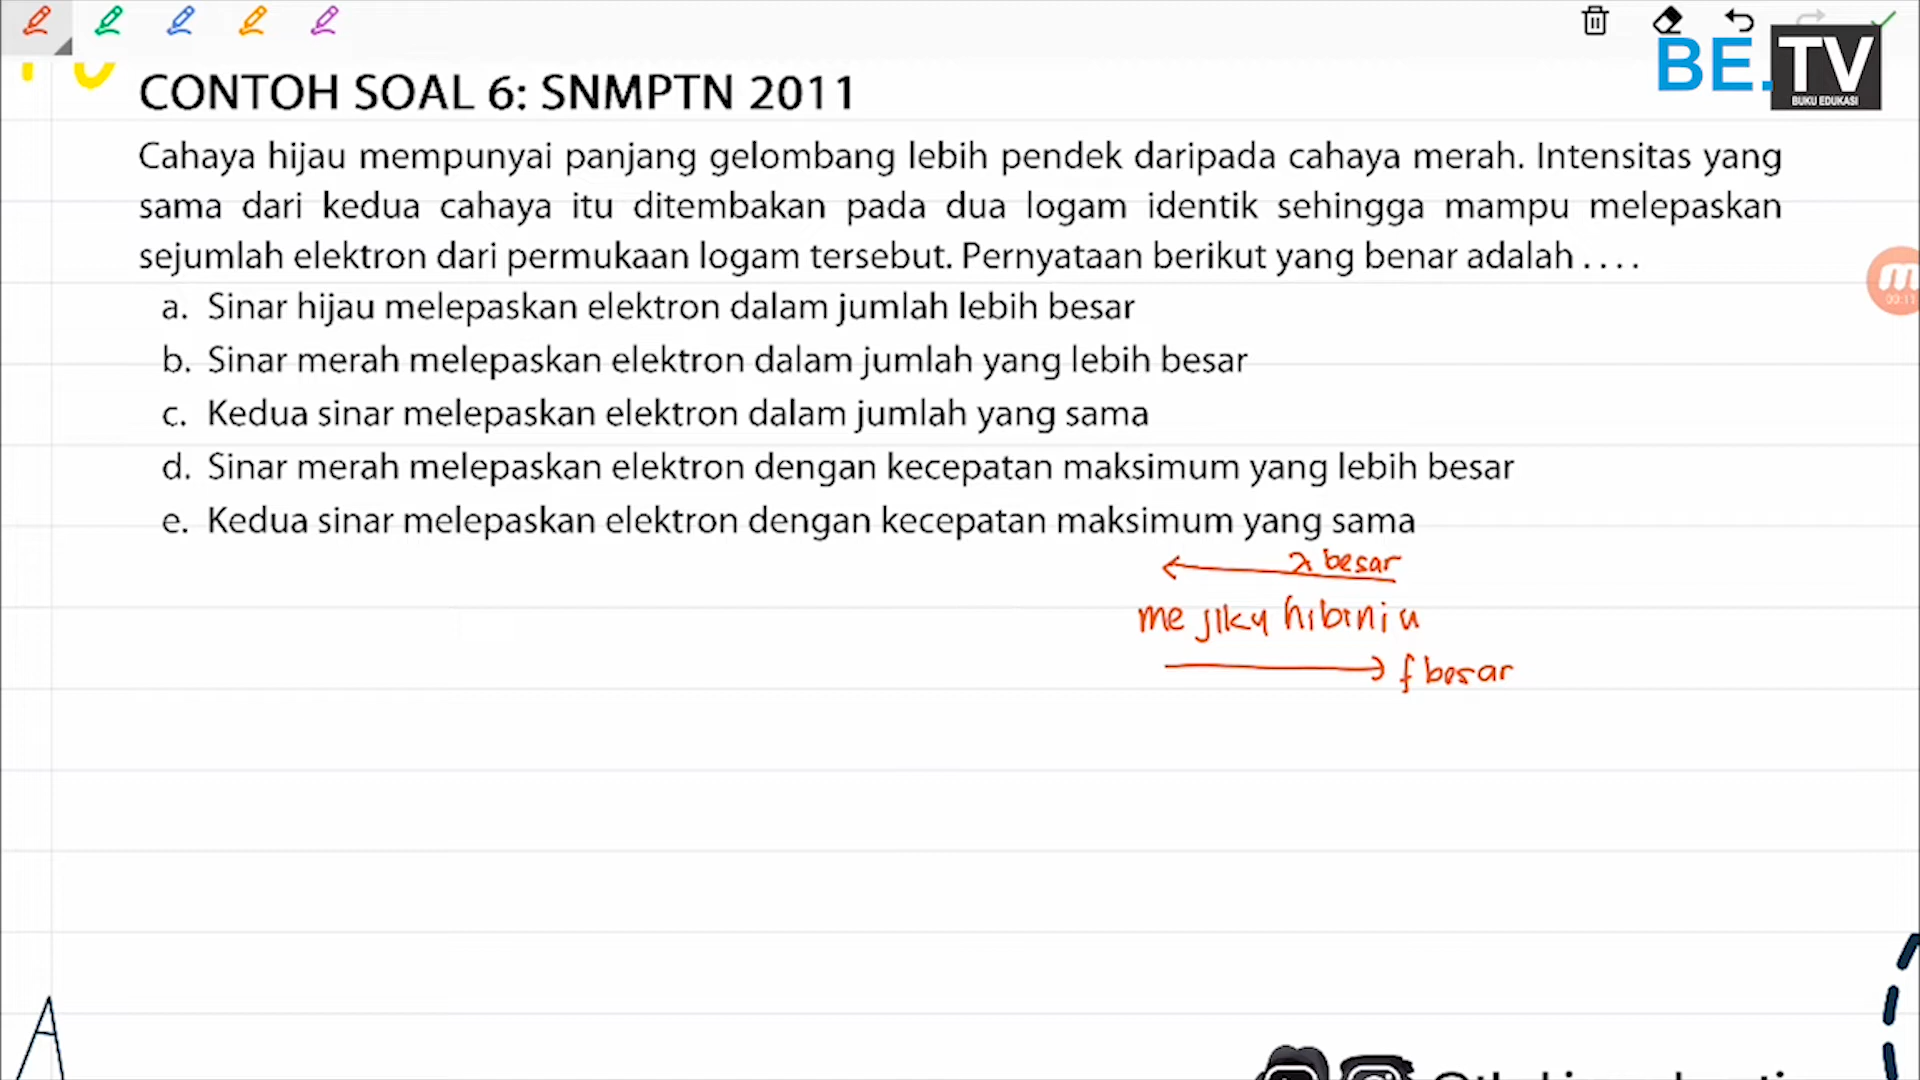 BE.TV
BUKU EDUKASI
CONTOH SOAL 6: SNMPTN 2011
Cahaya hijau mempunyai panjang gelombang lebih pendek daripada cahaya merah. Intensitas yang
sama dari kedua cahaya itu ditembakan pada dua logam identik sehingga mampu melepaskan
sejumlah elektron dari permukaan logam tersebut. Pernyataan berikut yang benar adalah . . . .
00:11
a. Sinar hijau melepaskan elektron dalam jumlah lebih besar
b. Sinar merah melepaskan elektron dalam jumlah yang lebih besar
c. Kedua sinar melepaskan elektron dalam jumlah yang sama
d. Sinar merah melepaskan elektron dengan kecepatan maksimum yang lebih besar
e. Kedua sinar melepaskan elektron dengan kecepatan maksimum yang sama
λ besar
me jiku hibiniu
f besar
A